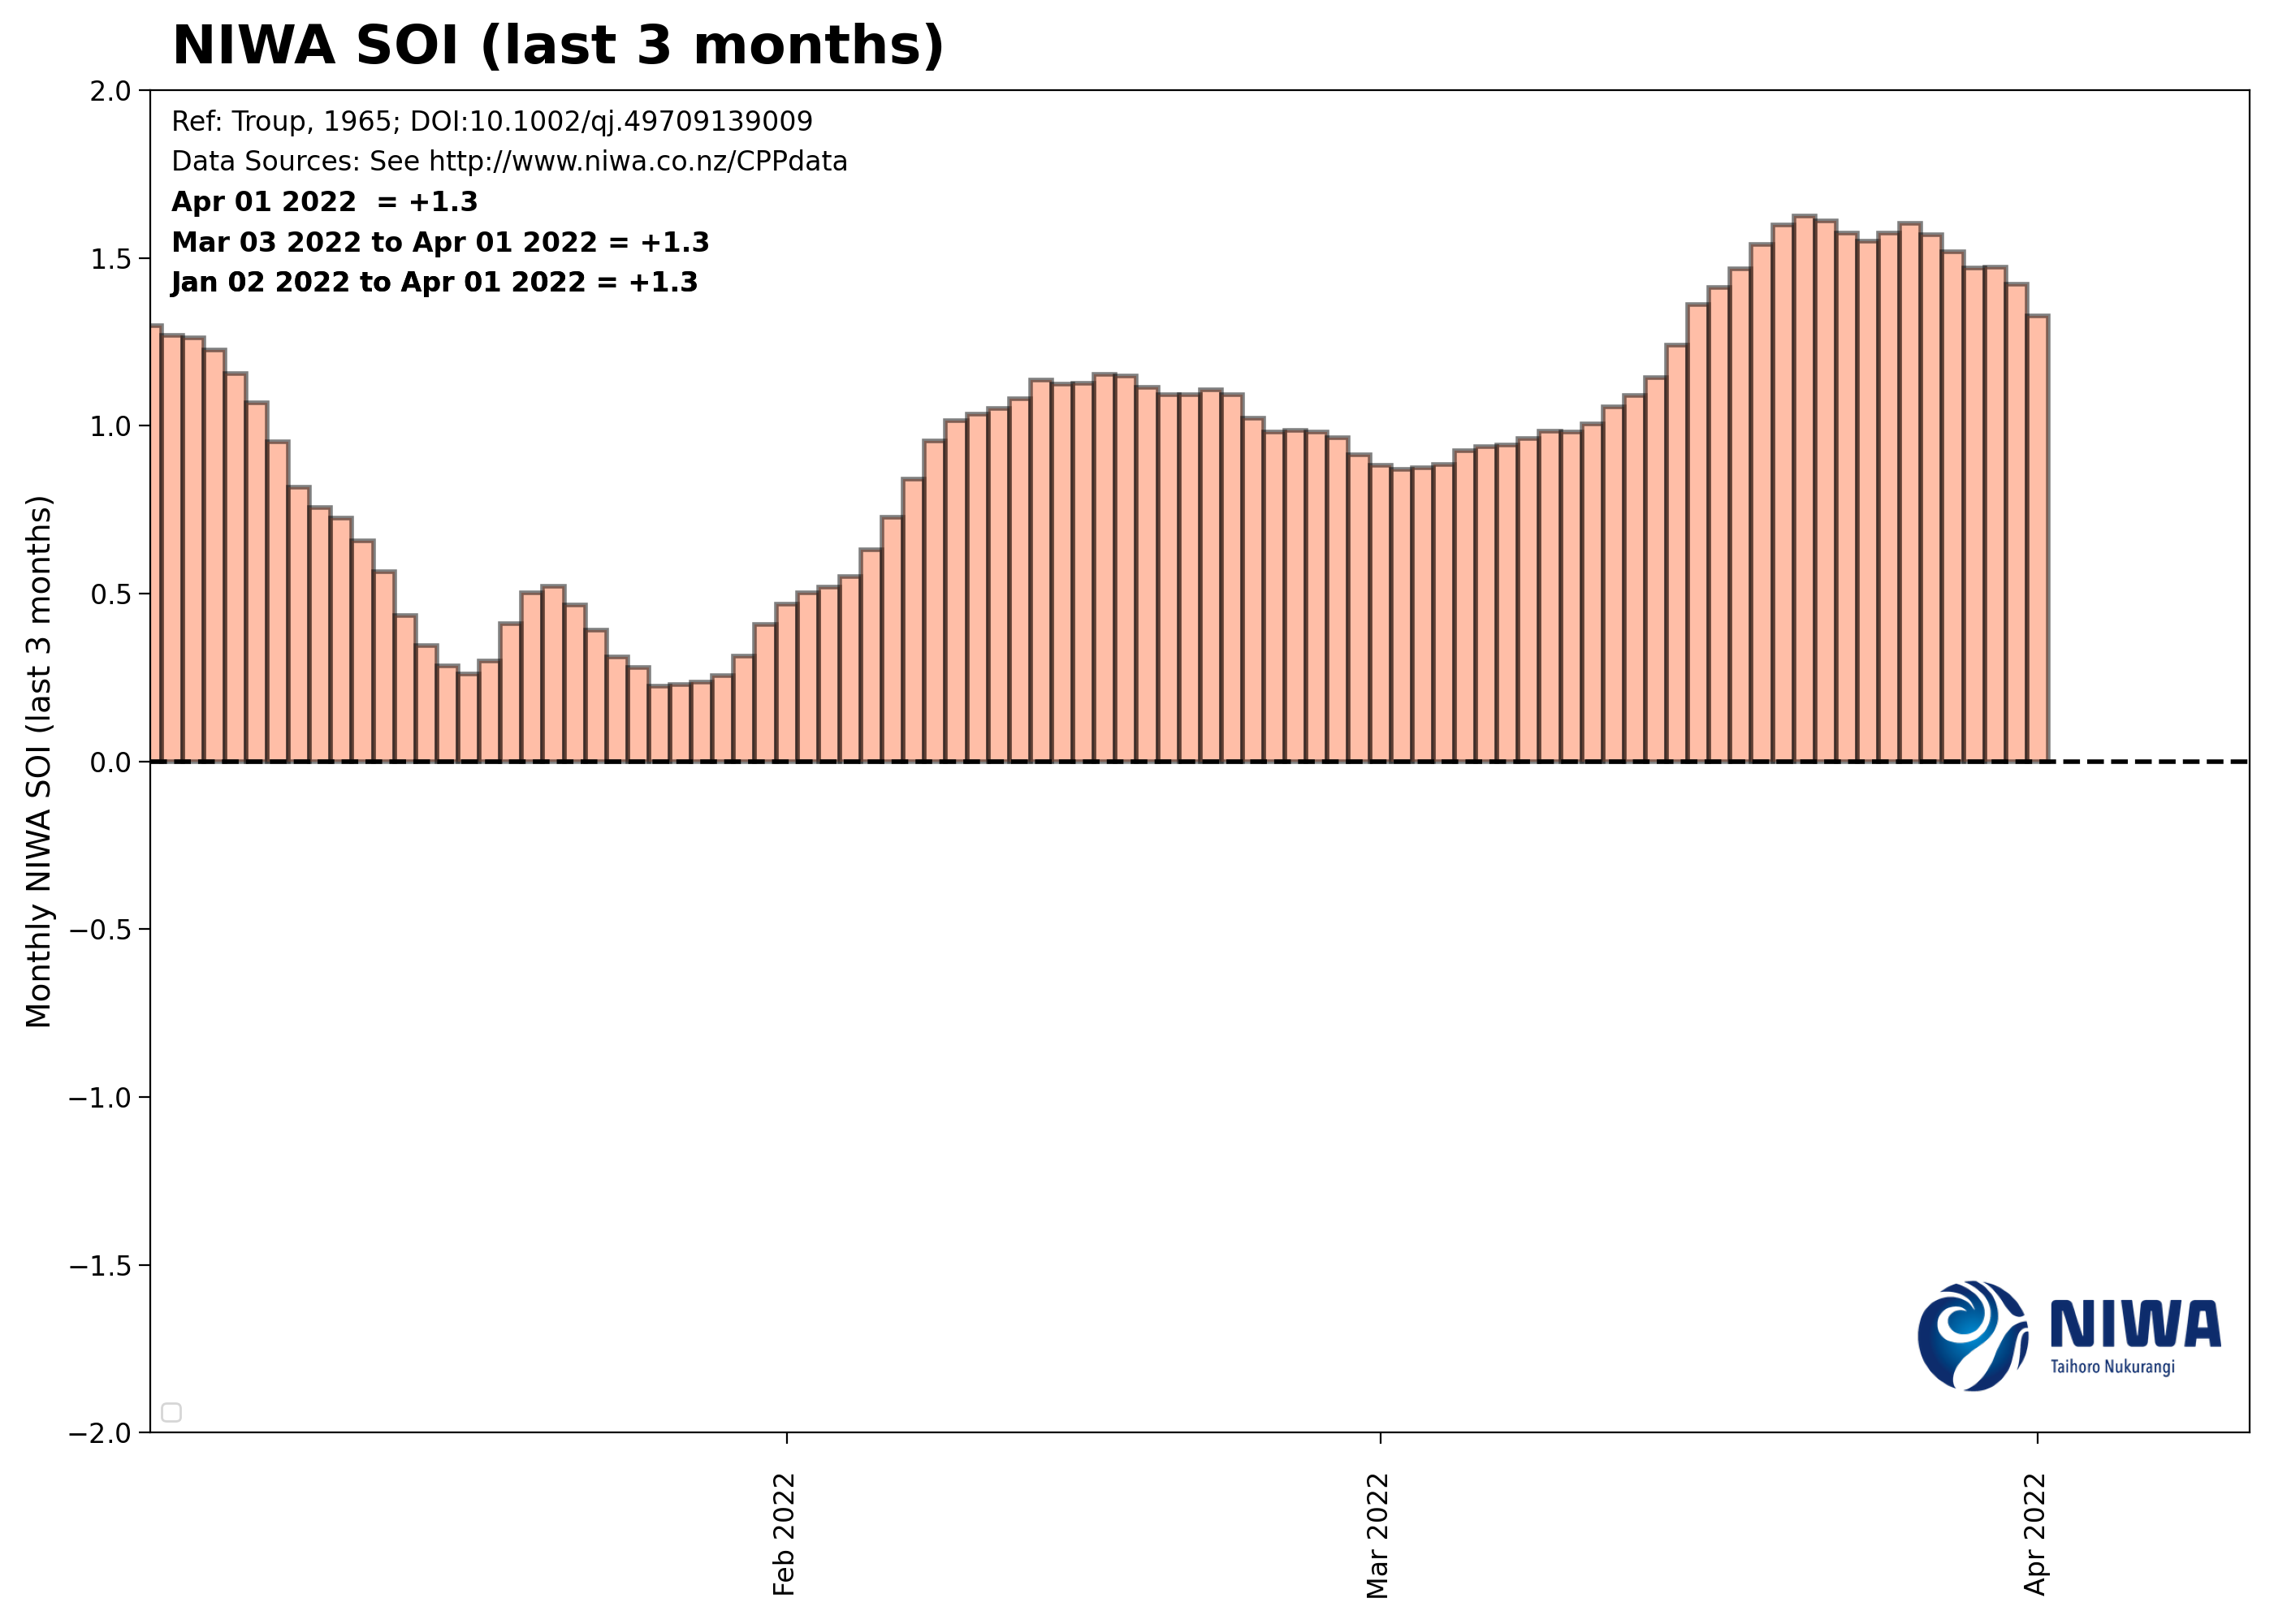 NIWA SOI (last 3 months)
Ref: Troup, 1965; DOI:10.1002/qj.49709139009
Data Sources: See http://www.niwa.co.nz/CPPdata
Apr 01 2022 = +1.3
Mar 03 2022 to Apr 01 2022 = +1.3
Jan 02 2022 to Apr 01 2022 = +1.3
Monthly NIWA SOI (last 3 months)
2.0
1.5
1.0
0.5
0.0
−0.5
−1.0
−1.5
−2.0
NIWA
Taihoro Nukurangi
Feb 2022
Mar 2022
Apr 2022